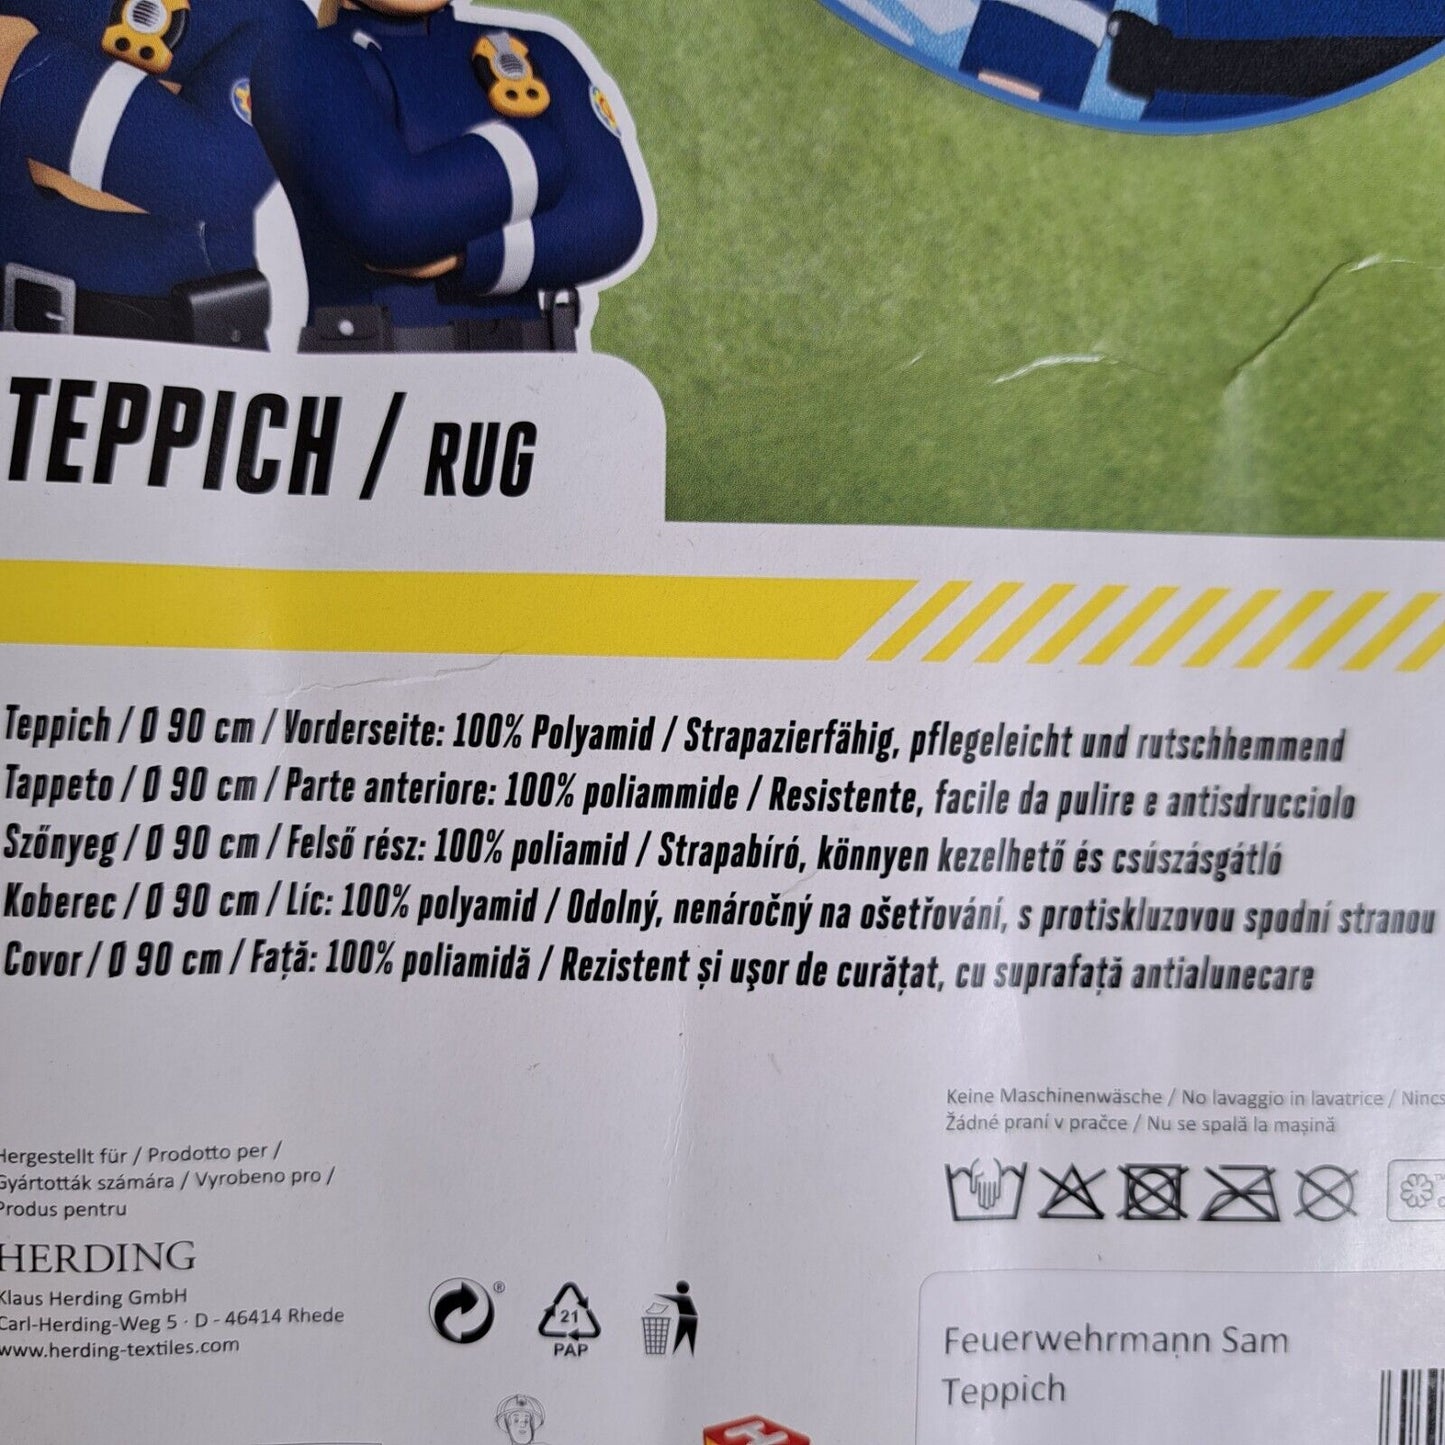 TEPPICH / RUG
Teppich / Ø 90 cm / Vorderseite: 100% Polyamid / Strapazierfähig, pflegeleicht und rutschhemmend
Tappeto / Ø 90 cm / Parte anteriore: 100% poliammide / Resistente, facile da pulire e antisdrucciolo
Szőnyeg / Ø 90 cm / Felső rész: 100% poliamid / Strapabíró, könnyen kezelhető és csúszásgátló
Koberec / Ø 90 cm / Líc: 100% polyamid / Odolný, nenáročný na ošetřování, s protiskluzovou spodní stranou
Covor / Ø 90 cm / Față: 100% poliamidă / Rezistent și ușor de curățat, cu suprafață antialunecare
Keine Maschinenwäsche / No lavaggio in lavatrice / Nincs
Žádné praní v pračce / Nu se spală la mașină
Hergestellt für / Prodotto per /
Gyártották számára / Vyrobeno pro /
Produs pentru
HERDING
Klaus Herding GmbH
Carl-Herding-Weg 5 · D - 46414 Rhede
www.herding-textiles.com
®
21
PAP
Feuerwehrmann Sam
Teppich
H